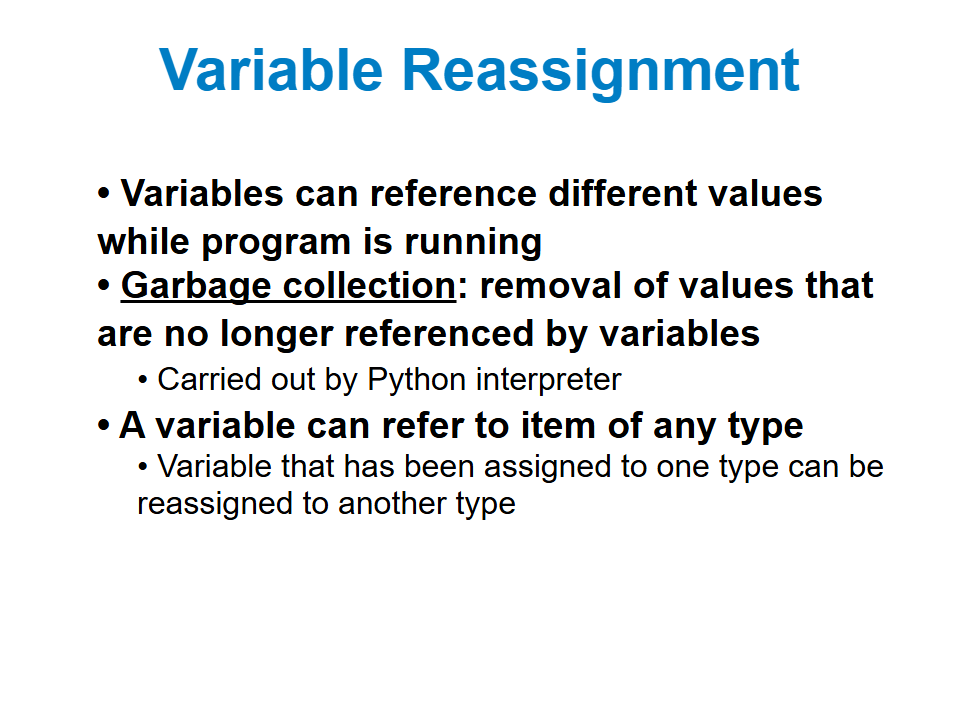 Variable Reassignment
• Variables can reference different values
while program is running
• Garbage collection: removal of values that
are no longer referenced by variables
• Carried out by Python interpreter
• A variable can refer to item of any type
• Variable that has been assigned to one type can be
reassigned to another type